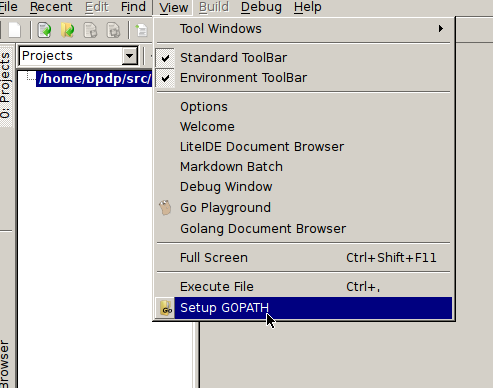 File Recent Edit Find View Build Debug Help
Tool Windows
Projects
Standard ToolBar
/home/bpdp/src/
Environment ToolBar
0: Projects
Options
Welcome
LiteIDE Document Browser
Markdown Batch
Debug Window
Go Playground
Golang Document Browser
Full Screen Ctrl+Shift+F11
Execute File Ctrl+,
Go Setup GOPATH
Browser